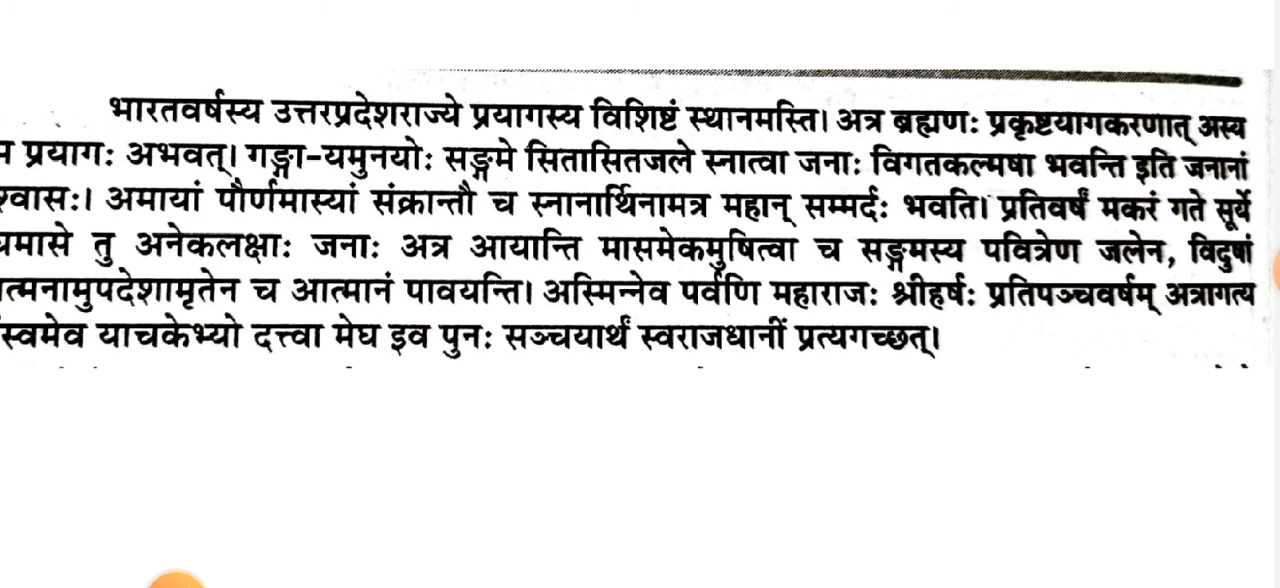 भारतवर्षस्य उत्तरप्रदेशराज्ये प्रयागस्य विशिष्टं स्थानमस्ति। अत्र ब्रह्मणः प्रकृष्टयागकरणात् अस्य
प्रयागः अभवत्। गङ्गा-यमुनयोः सङ्गमे सितासितजले स्नात्वा जनाः विगतकल्मषा भवन्ति इति जनानां
श्वासः। अमायां पौर्णमास्यां संक्रान्तौ च स्नानार्थिनामत्र महान् सम्मर्दः भवति। प्रतिवर्षं मकरं गते सूर्ये
घमासे तु अनेकलक्षाः जनाः अत्र आयान्ति मासमेकमुषित्वा च सङ्गमस्य पवित्रेण जलेन, विदुषां
त्मनामुपदेशामृतेन च आत्मानं पावयन्ति। अस्मिन्नेव पर्वणि महाराजः श्रीहर्षः प्रतिपञ्चवर्षम् अत्रागत्य
स्वमेव याचकेभ्यो दत्त्वा मेघ इव पुनः सञ्चयार्थं स्वराजधानीं प्रत्यगच्छत्।